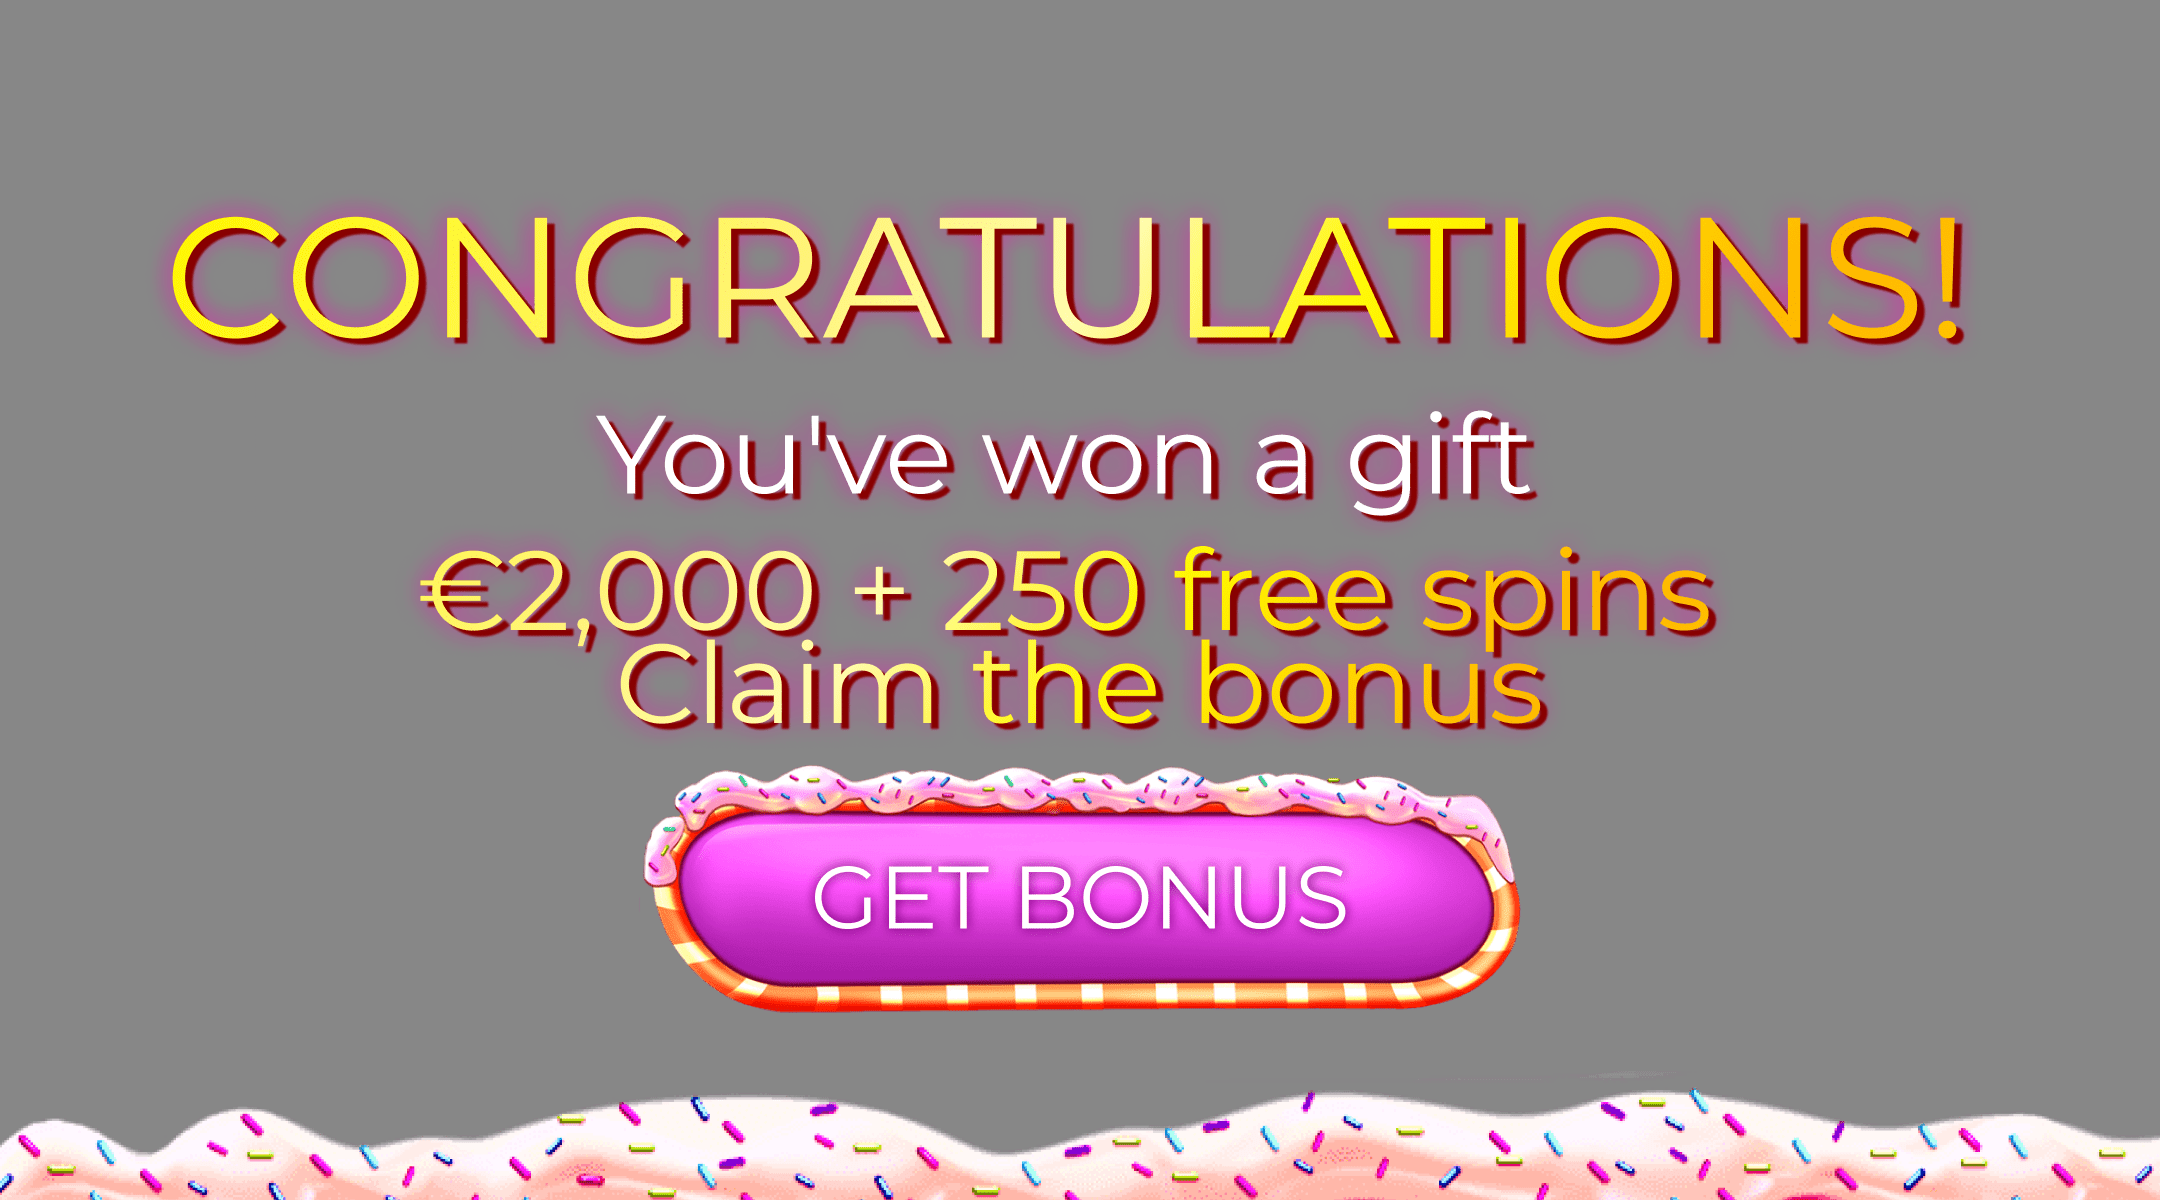 CONGRATULATIONS!
You've won a gift
€2,000 + 250 free spins
Claim the bonus
GET BONUS